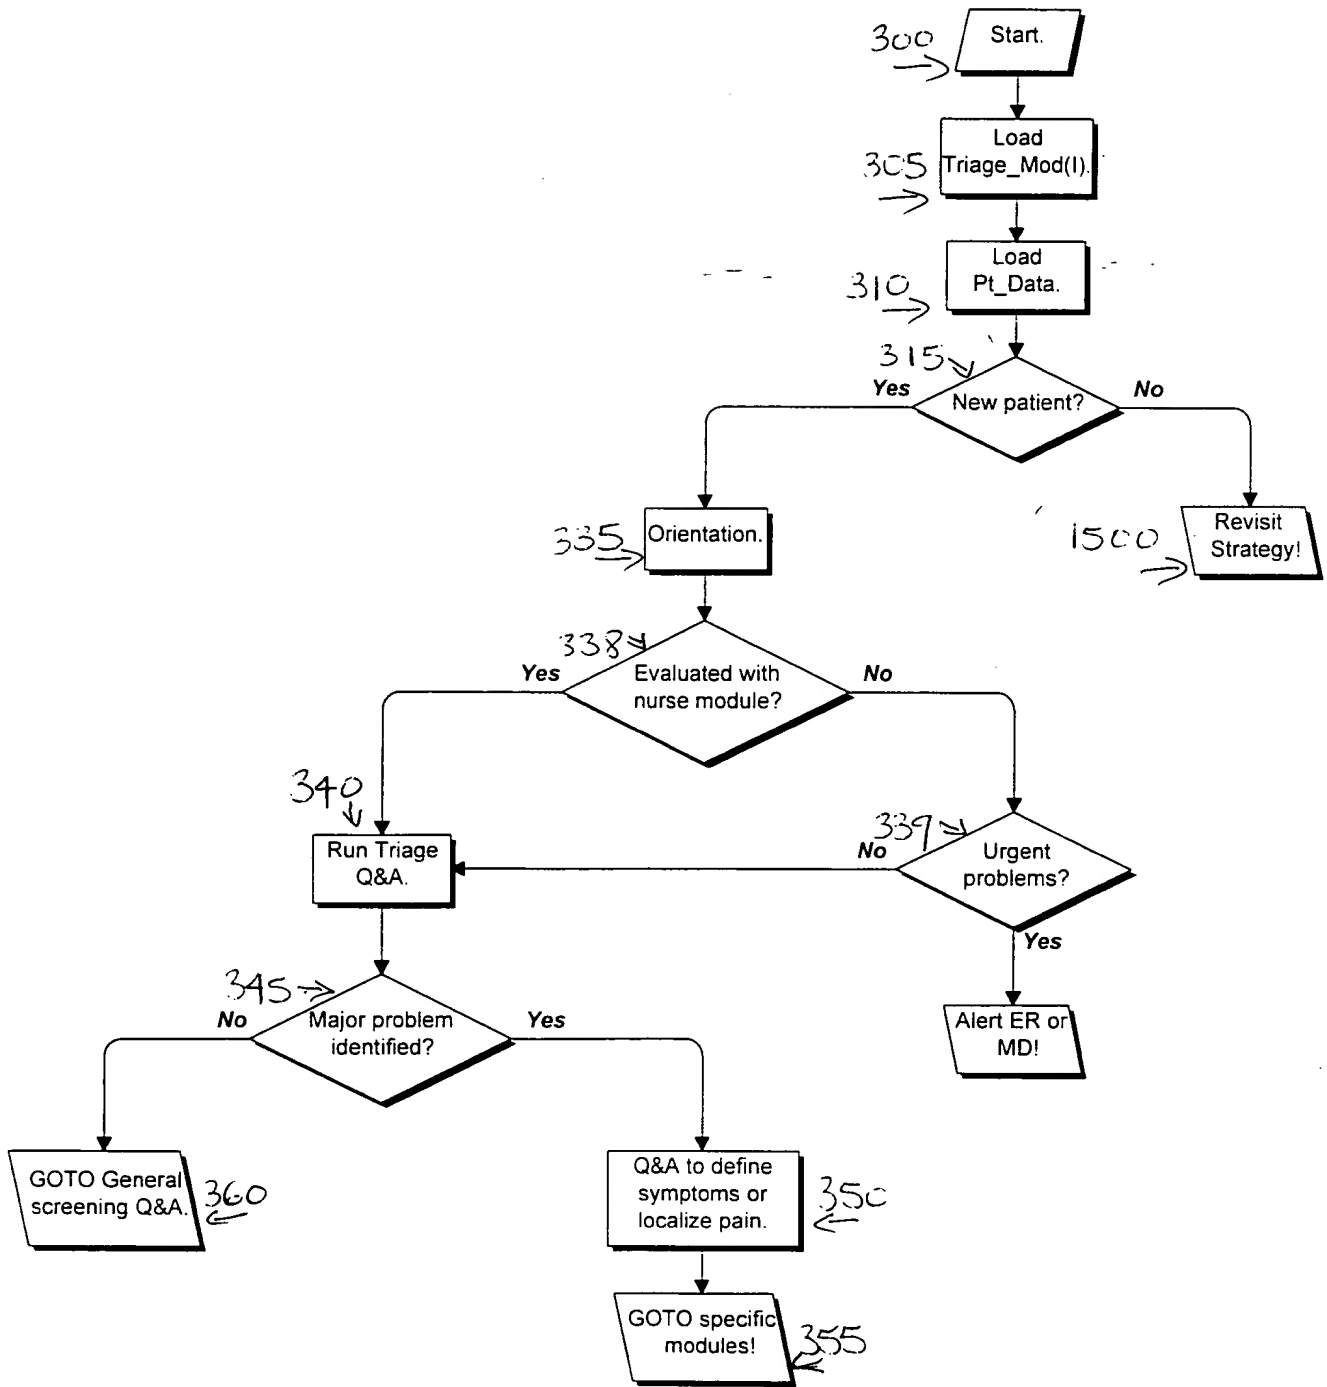 300
Start.
Load
Triage_Mod(I).
305
Load
Pt_Data.
310
315
Yes
New patient?
No
335
Orientation.
1500
Revisit
Strategy!
338
Yes
Evaluated with
nurse module?
No
340
Run Triage
Q&A.
339
No
Urgent
problems?
Yes
345
No
Major problem
identified?
Yes
Alert ER or
MD!
GOTO General
screening Q&A.
360
Q&A to define
symptoms or
localize pain.
350
GOTO specific
modules!
355